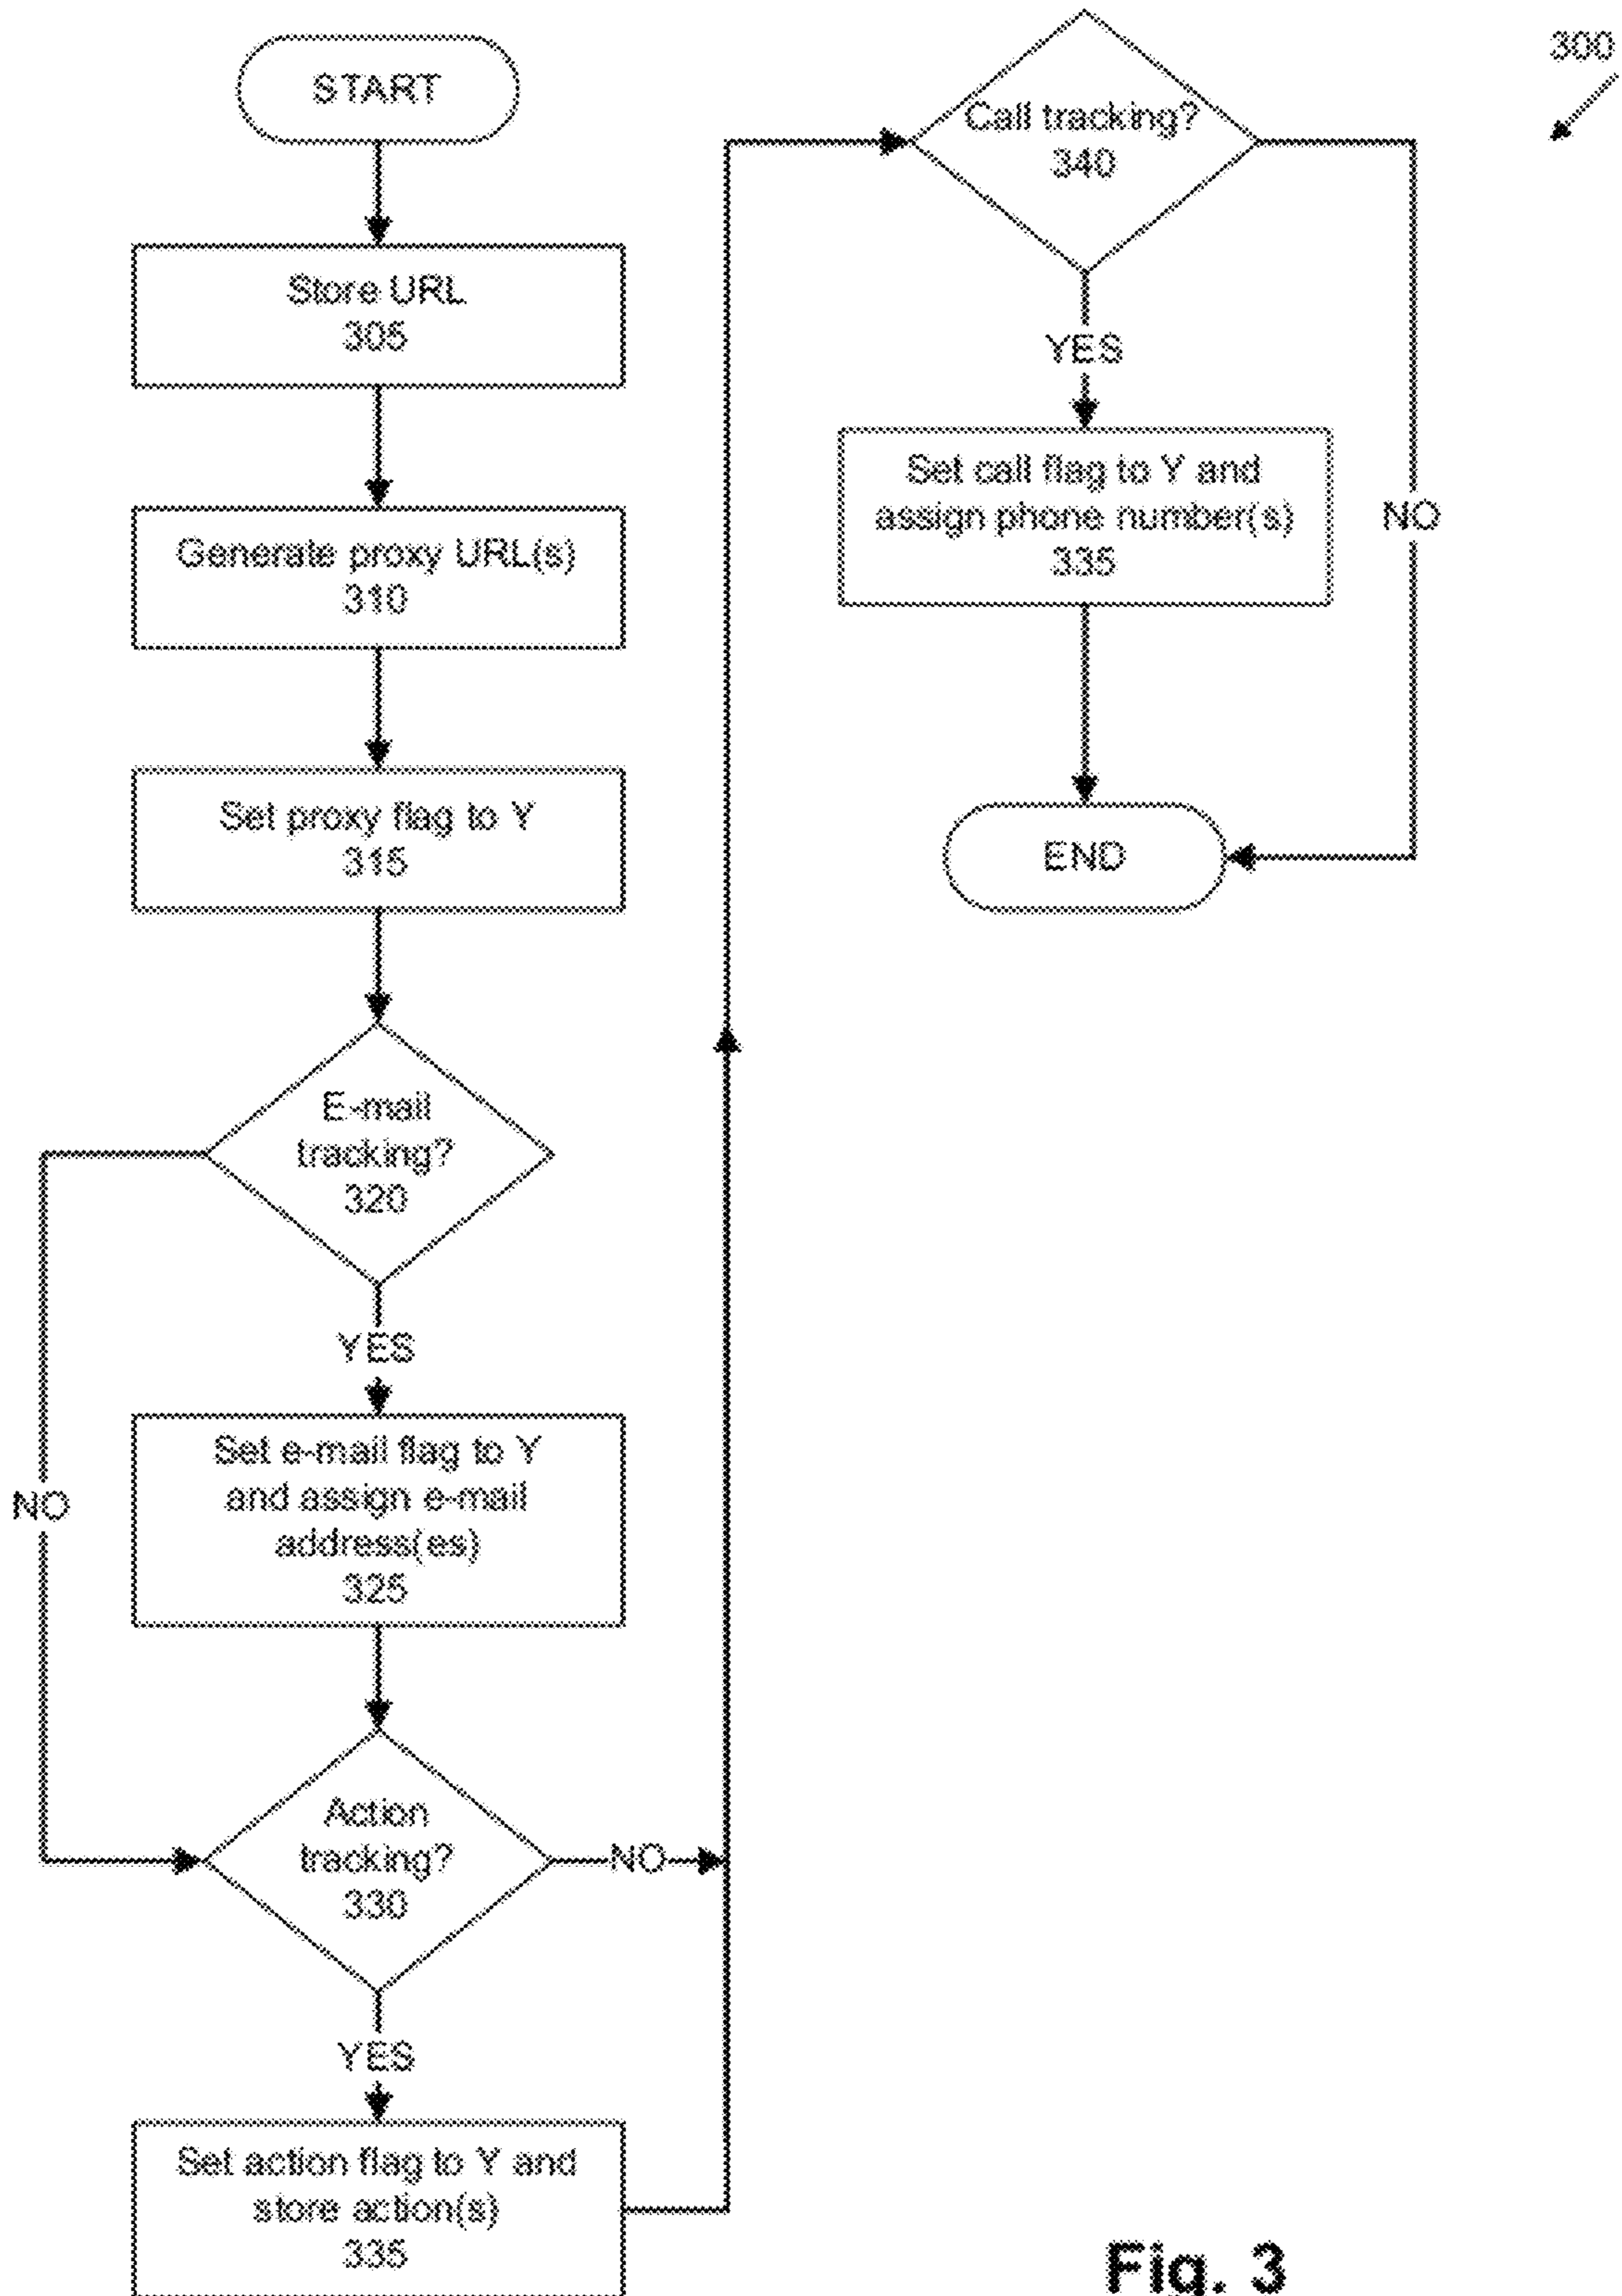 START
Store URL
305
Generate proxy URL(s)
310
Set proxy flag to Y
315
E-mail
tracking?
320
YES
NO
Set e-mail flag to Y
and assign e-mail
address(es)
325
Action
tracking?
330
NO
YES
Set action flag to Y and
store action(s)
335
Call tracking?
340
YES
NO
Set call flag to Y and
assign phone number(s)
335
END
300
Fig. 3